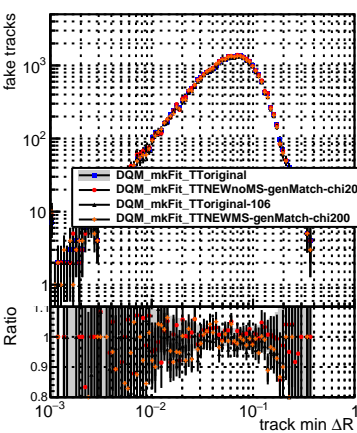 fake tracks
10³
10²
10
1
DQM_mkFit_TToriginal
DQM_mkFit_TTNEWnoMS-genMatch-chi20
DQM_mkFit_TToriginal-106
DQM_mkFit_TTNEWMS-genMatch-chi200
Ratio
1.1
1
0.9
0.8
10⁻³
10⁻²
10⁻¹
1
track min ΔR